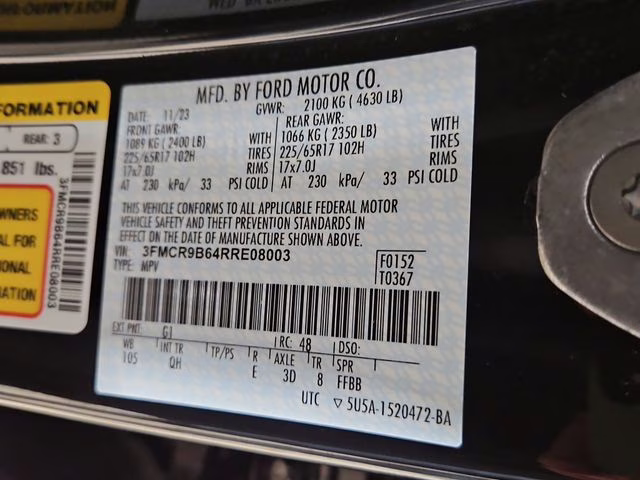 FORMATION
REAR: 3
851 lbs.
OWNERS
AL FOR
IONAL
TION
3FMCR9B64RRE08003
MFD. BY FORD MOTOR CO.
DATE: 11/23 GVWR: 2100 KG ( 4630 LB)
FRONT GAWR: REAR GAWR:
1089 KG ( 2400 LB) WITH 1066 KG ( 2350 LB) WITH
225/65R17 102H TIRES 225/65R17 102H TIRES
17x7.0J RIMS 17x7.0J RIMS
AT 230 kPa/ 33 PSI COLD AT 230 kPa/ 33 PSI COLD
THIS VEHICLE CONFORMS TO ALL APPLICABLE FEDERAL MOTOR
VEHICLE SAFETY AND THEFT PREVENTION STANDARDS IN
EFFECT ON THE DATE OF MANUFACTURE SHOWN ABOVE.
VIN: 3FMCR9B64RRE08003 F0152
TYPE: MPV T0367
EXT PNT: G1 RC: 48 DSO:
WB INT TR TP/PS R AXLE TR SPR
105 QH E 3D 8 FFBB
UTC ▽ 5U5A-1520472-BA